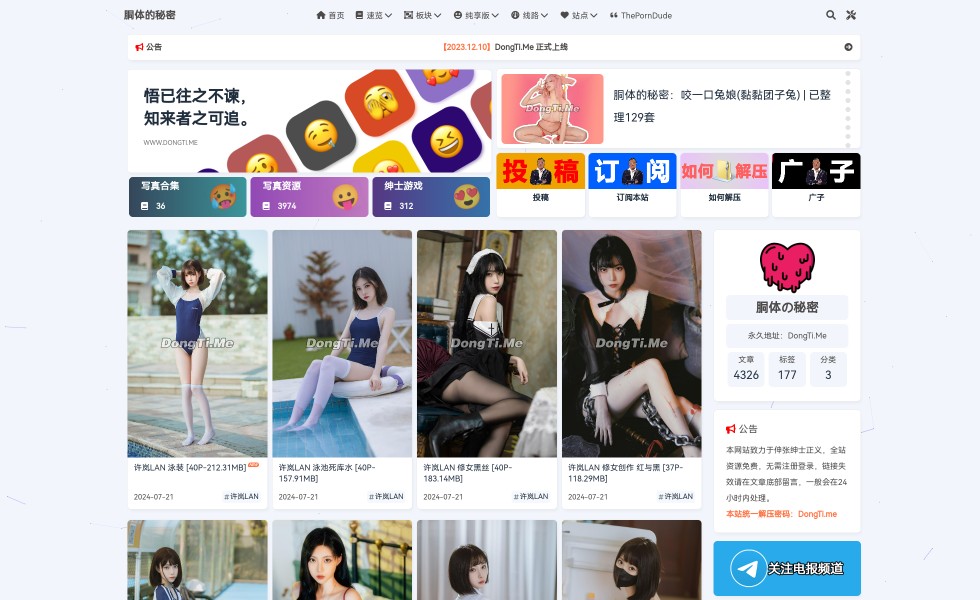 胴体的秘密
首页 速览 板块 纯享版 线路 站点 ThePornDude
公告
【2023.12.10】DongTi.Me 正式上线
悟已往之不谏，
知来者之可追。
WWW.DONGTI.ME
DongTi.Me
胴体的秘密：咬一口兔娘(黏黏团子兔) | 已整
理129套
写真合集
36
写真资源
3974
绅士游戏
312
投稿
投稿
订阅
订阅本站
如何解压
如何解压
广子
广子
DongTi.Me
DongTi.Me
DongTi.Me
DongTi.Me
许岚LAN 泳装 [40P-212.31MB]
2024-07-21
#许岚LAN
许岚LAN 泳池死库水 [40P-
157.91MB]
2024-07-21
#许岚LAN
许岚LAN 修女黑丝 [40P-
183.14MB]
2024-07-21
#许岚LAN
许岚LAN 修女创作 红与黑 [37P-
118.29MB]
2024-07-21
#许岚LAN
胴体の秘密
永久地址：DongTi.Me
文章 标签 分类
4326 177 3
公告
本网站致力于伸张绅士正义，全站
资源免费，无需注册登录，链接失
效请在文章底部留言，一般会在24
小时内处理。
本站统一解压密码：DongTi.me
关注电报频道